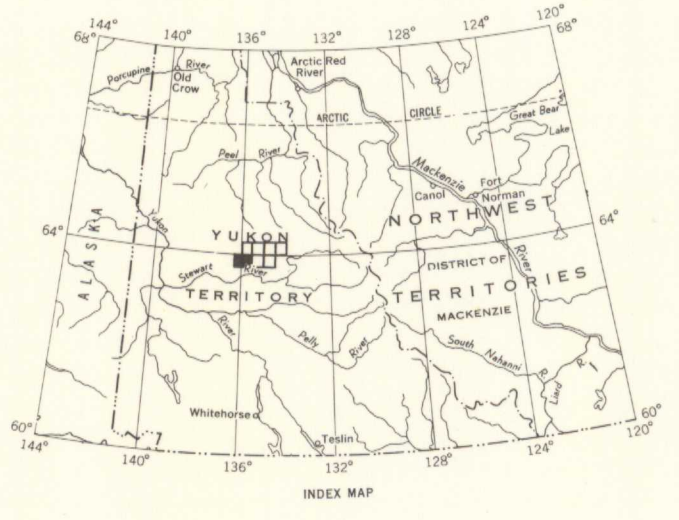 144° 140° 136° 132° 128° 124° 120°
68° 68°
Porcupine River
Old
Crow
Arctic Red
River
ARCTIC CIRCLE
Great Bear
Lake
Peel River
Mackenzie
Canol
Fort
Norman
NORTHWEST
Yukon
64° 64°
YUKON
River
ALASKA
Stewart River
DISTRICT OF
TERRITORY
TERRITORIES
MACKENZIE
River
Pelly River
South Nahanni R
Liard R
Whitehorse
Teslin
60° 60°
144° 140° 136° 132° 128° 124° 120°
INDEX MAP